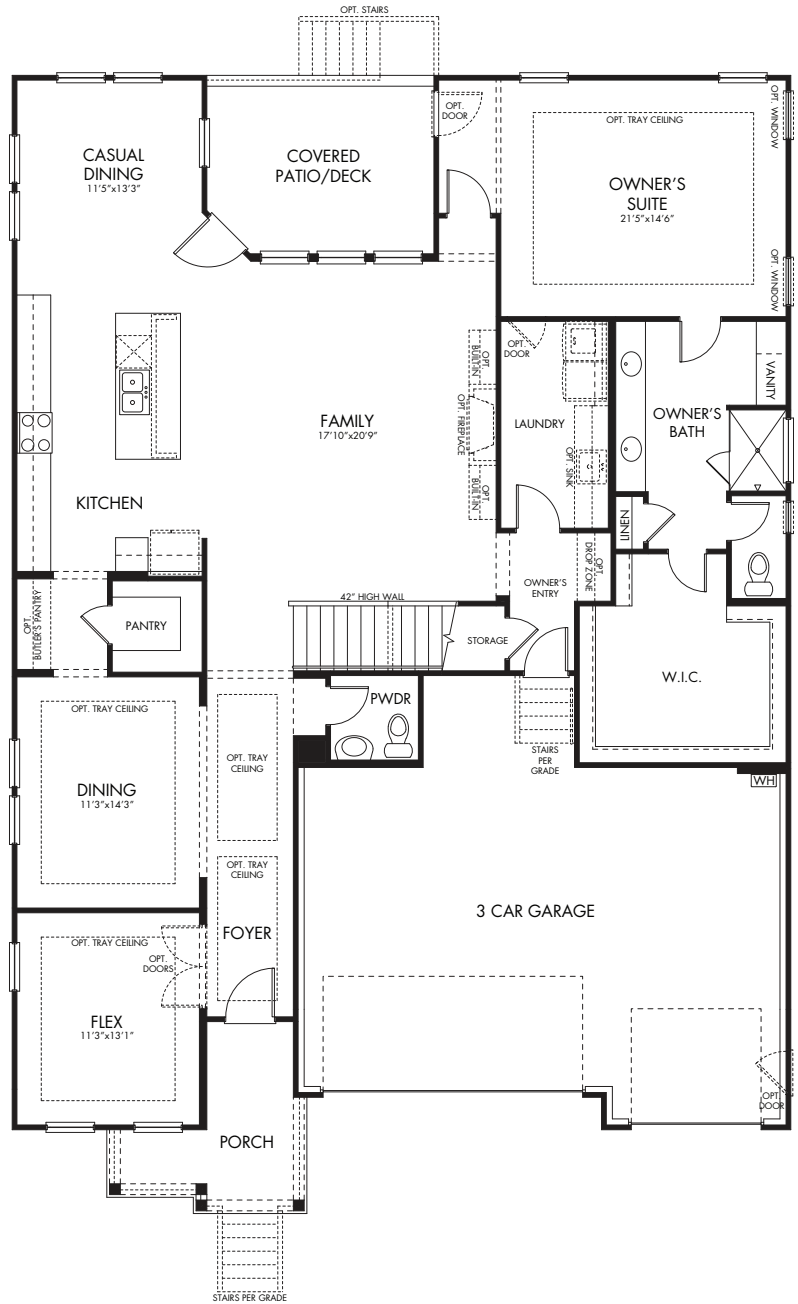 OPT. STAIRS
CASUAL
DINING
11'5"x13'3"
COVERED
PATIO/DECK
OPT.
DOOR
OPT. TRAY CEILING
OPT. WINDOW
OWNER'S
SUITE
21'5"x14'6"
OPT. WINDOW
OPT.
DOOR
OPT.
BUILT-IN
VANITY
OPT. FIREPLACE
FAMILY
17'10"x20'9"
LAUNDRY
OWNER'S
BATH
OPT. SINK
OPT.
BUILT-IN
KITCHEN
LINEN
OPT.
DROP ZONE
OWNER'S
ENTRY
42" HIGH WALL
OPT.
BUTLER'S PANTRY
PANTRY
STORAGE
W.I.C.
PWDR
OPT. TRAY CEILING
OPT. TRAY
CEILING
STAIRS
PER
GRADE
WH
DINING
11'3"x14'3"
OPT. TRAY
CEILING
3 CAR GARAGE
FOYER
OPT. TRAY CEILING
OPT.
DOORS
FLEX
11'3"x13'1"
OPT.
DOOR
PORCH
STAIRS PER GRADE